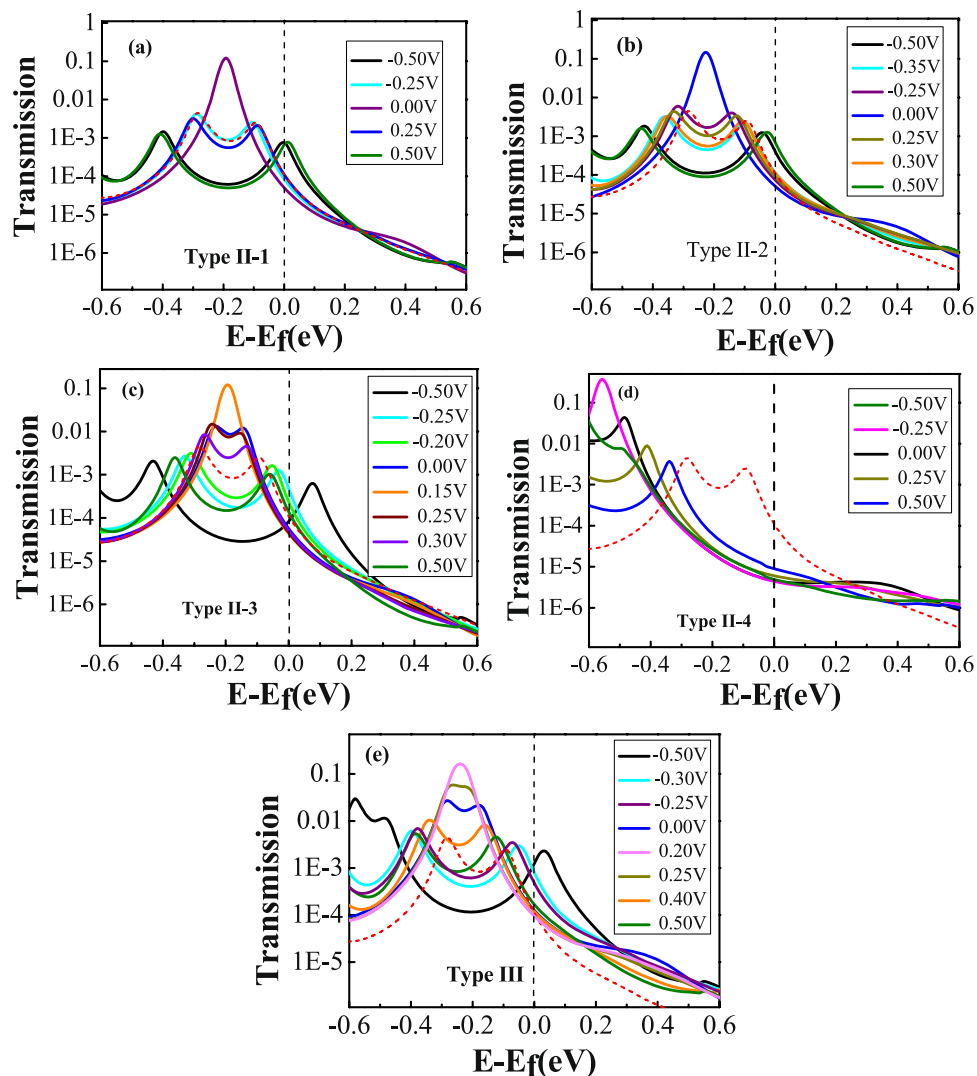 (a)
Transmission
1
0.1
0.01
1E-3
1E-4
1E-5
1E-6
-0.50V
-0.25V
0.00V
0.25V
0.50V
Type II-1
-0.6 -0.4 -0.2 0.0 0.2 0.4 0.6
E-Ef(eV)
(b)
Transmission
1
0.1
0.01
1E-3
1E-4
1E-5
1E-6
-0.50V
-0.35V
-0.25V
0.00V
0.25V
0.30V
0.50V
Type II-2
-0.6 -0.4 -0.2 0.0 0.2 0.4 0.6
E-Ef(eV)
(c)
Transmission
0.1
0.01
1E-3
1E-4
1E-5
1E-6
-0.50V
-0.25V
-0.20V
0.00V
0.15V
0.25V
0.30V
0.50V
Type II-3
-0.6 -0.4 -0.2 0.0 0.2 0.4 0.6
E-Ef(eV)
(d)
Transmission
0.1
0.01
1E-3
1E-4
1E-5
1E-6
-0.50V
-0.25V
0.00V
0.25V
0.50V
Type II-4
-0.6 -0.4 -0.2 0.0 0.2 0.4 0.6
E-Ef(eV)
(e)
Transmission
0.1
0.01
1E-3
1E-4
1E-5
-0.50V
-0.30V
-0.25V
0.00V
0.20V
0.25V
0.40V
0.50V
Type III
-0.6 -0.4 -0.2 0.0 0.2 0.4 0.6
E-Ef(eV)